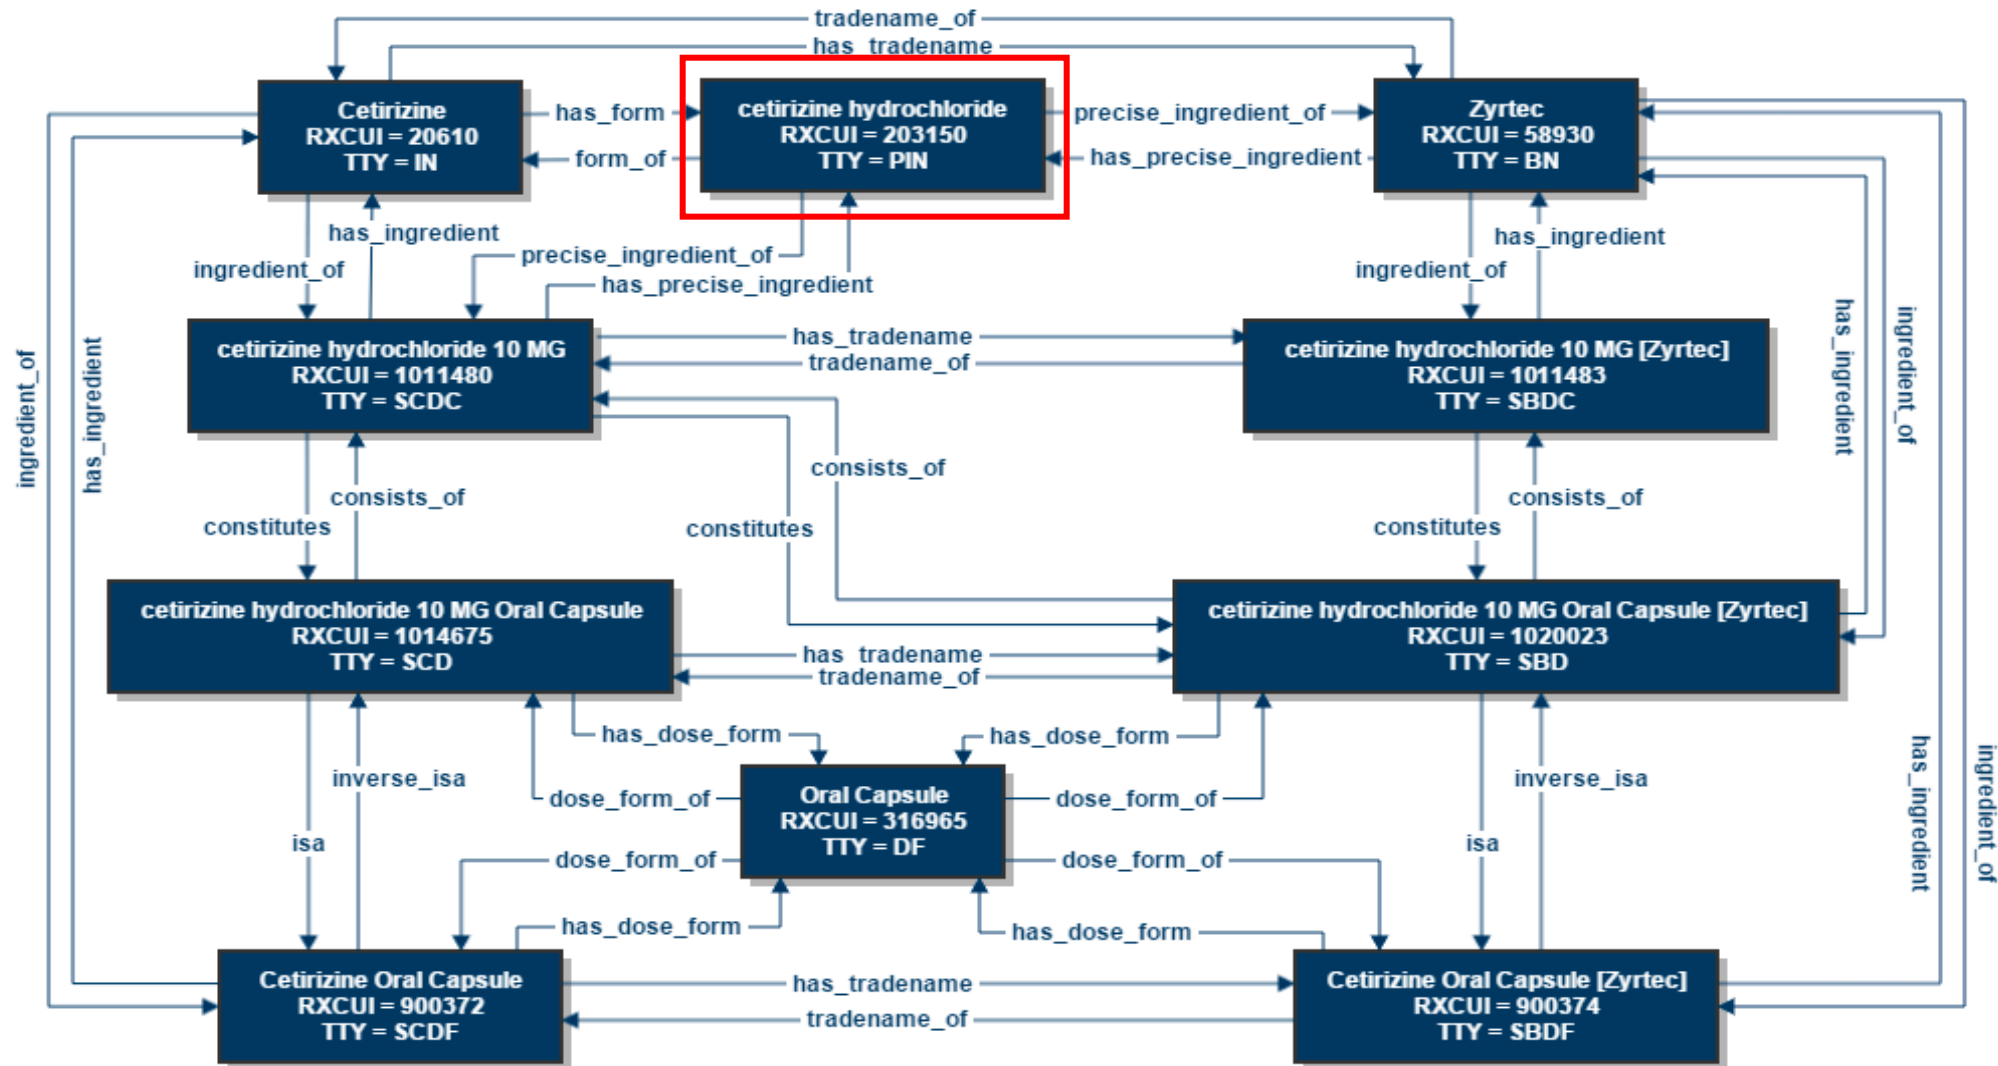 tradename_of
has_tradename
Cetirizine
RXCUI = 20610
TTY = IN
has_form
form_of
cetirizine hydrochloride
RXCUI = 203150
TTY = PIN
precise_ingredient_of
has_precise_ingredient
Zyrtec
RXCUI = 58930
TTY = BN
has_ingredient
ingredient_of
precise_ingredient_of
has_precise_ingredient
has_ingredient
ingredient_of
cetirizine hydrochloride 10 MG
RXCUI = 1011480
TTY = SCDC
has_tradename
tradename_of
cetirizine hydrochloride 10 MG [Zyrtec]
RXCUI = 1011483
TTY = SBDC
ingredient_of
has_ingredient
has_ingredient
ingredient_of
consists_of
constitutes
consists_of
constitutes
consists_of
constitutes
cetirizine hydrochloride 10 MG Oral Capsule
RXCUI = 1014675
TTY = SCD
has_tradename
tradename_of
cetirizine hydrochloride 10 MG Oral Capsule [Zyrtec]
RXCUI = 1020023
TTY = SBD
has_dose_form
has_dose_form
inverse_isa
isa
dose_form_of
Oral Capsule
RXCUI = 316965
TTY = DF
dose_form_of
inverse_isa
isa
has_ingredient
ingredient_of
dose_form_of
dose_form_of
has_dose_form
has_dose_form
Cetirizine Oral Capsule
RXCUI = 900372
TTY = SCDF
has_tradename
tradename_of
Cetirizine Oral Capsule [Zyrtec]
RXCUI = 900374
TTY = SBDF